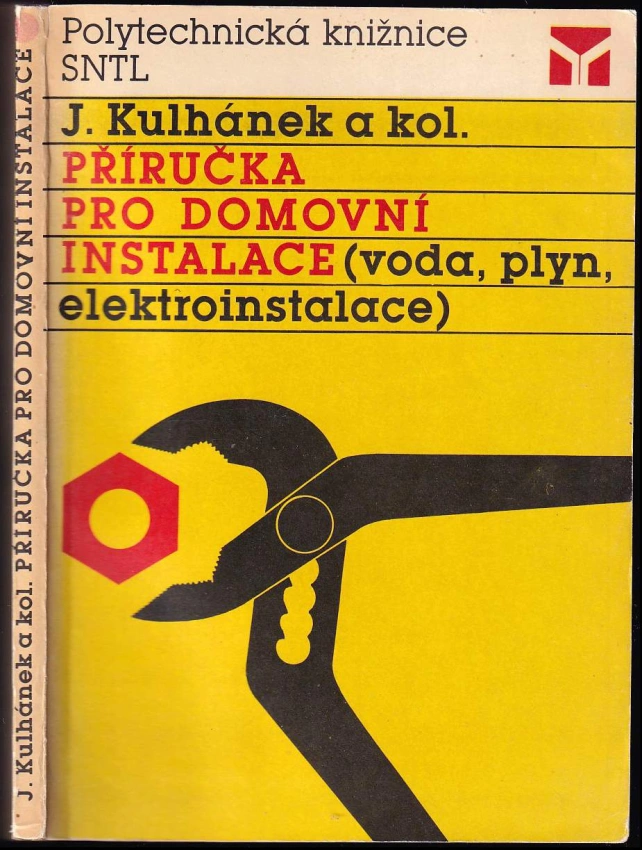 Polytechnická knižnice
SNTL
J. Kulhánek a kol.
PŘÍRUČKA
PRO DOMOVNÍ
INSTALACE (voda, plyn,
elektroinstalace)
J. Kulhánek a kol. PŘÍRUČKA PRO DOMOVNÍ INSTALACE